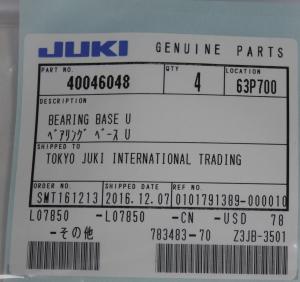 JUKI GENUINE PARTS
PART NO. QTY LOCATION
40046048 4 63P700
DESCRIPTION
BEARING BASE U
ﾍﾞｱﾘﾝｸﾞ ﾍﾞｰｽ U
SHIPPED TO
TOKYO JUKI INTERNATIONAL TRADING
ORDER NO. SHIPPED DATE REF NO.
SMT161213 2016.12.07 0101791389-000010
L07850 -L07850 -CN -USD 78
-その他 783483-70 Z3JB-3501